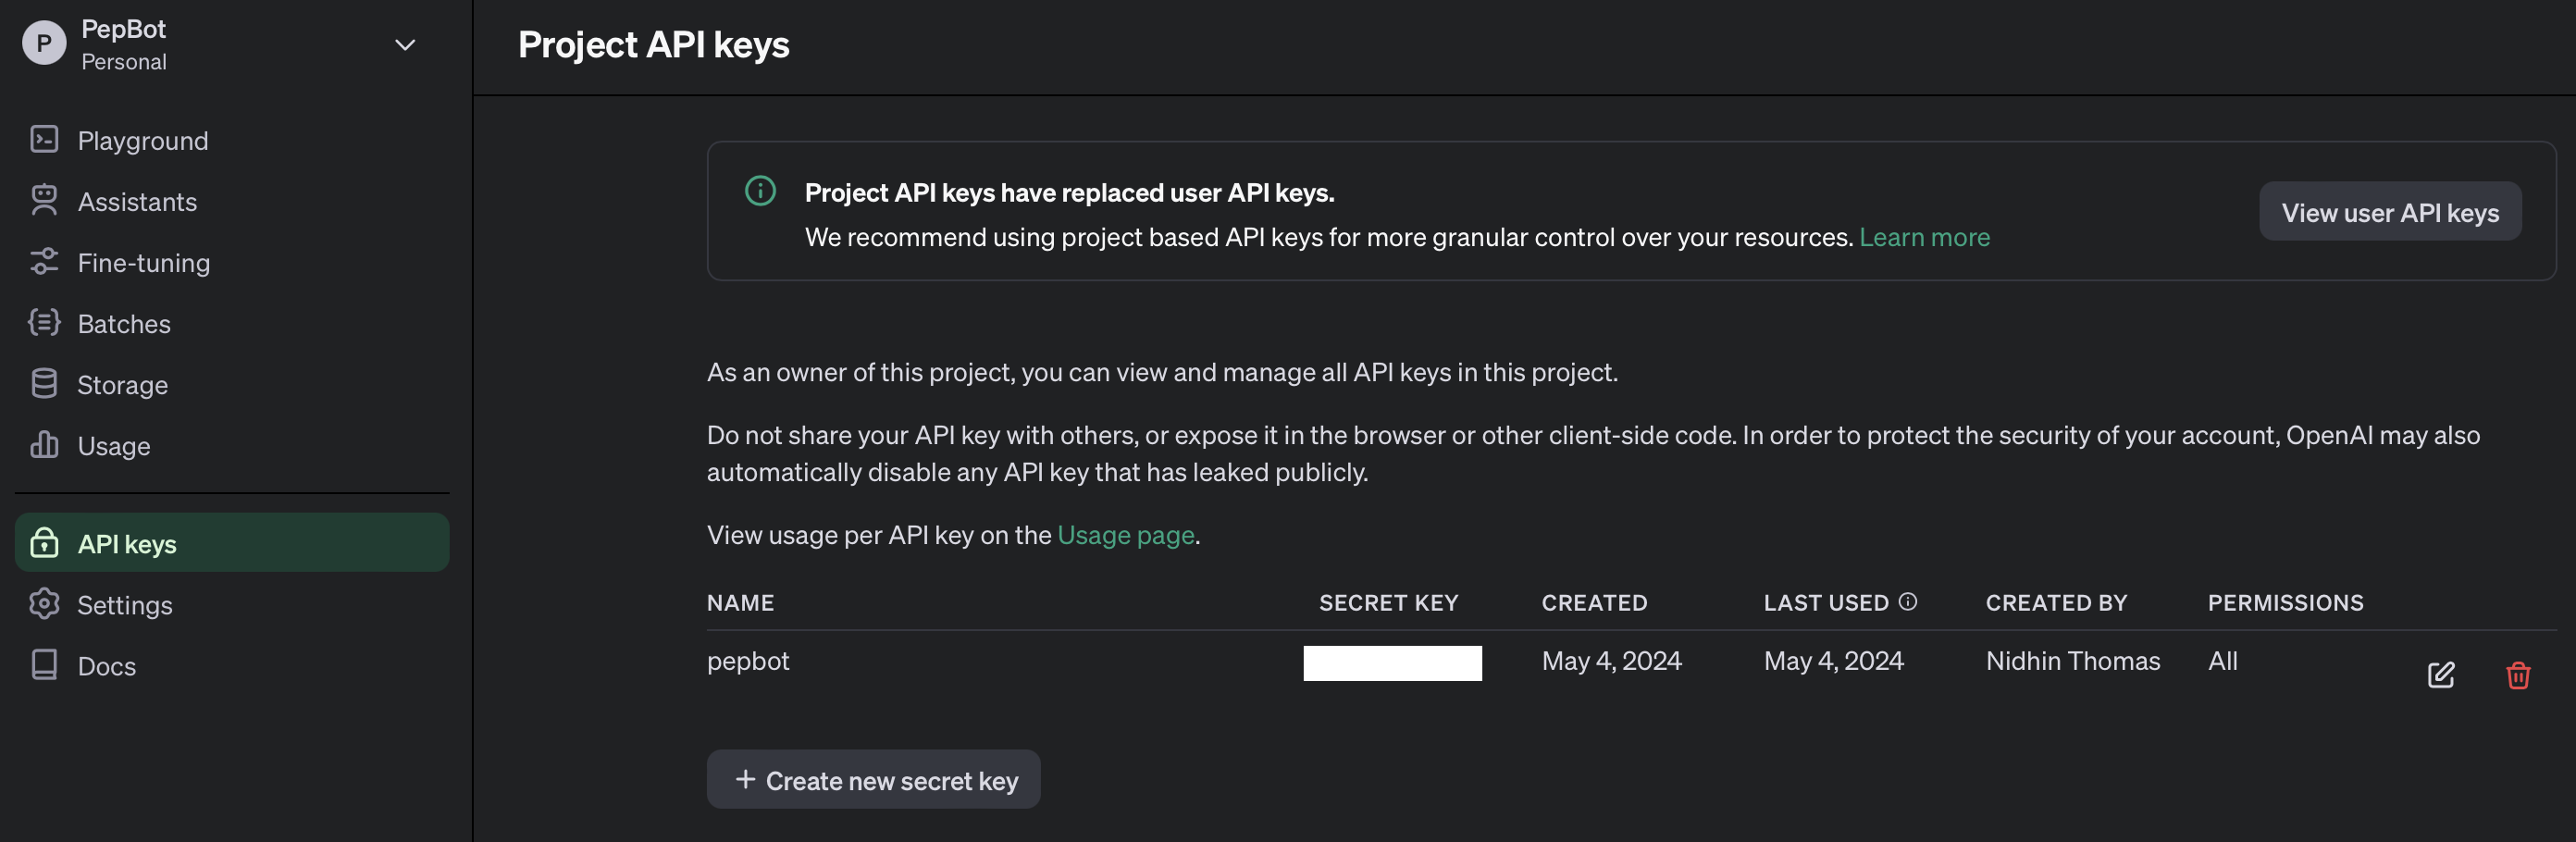 P
PepBot
Personal
Playground
Assistants
Fine-tuning
Batches
Storage
Usage
API keys
Settings
Docs
Project API keys
Project API keys have replaced user API keys.
We recommend using project based API keys for more granular control over your resources. Learn more
View user API keys
As an owner of this project, you can view and manage all API keys in this project.
Do not share your API key with others, or expose it in the browser or other client-side code. In order to protect the security of your account, OpenAI may also
automatically disable any API key that has leaked publicly.
View usage per API key on the Usage page.
NAME SECRET KEY CREATED LAST USED CREATED BY PERMISSIONS
pepbot May 4, 2024 May 4, 2024 Nidhin Thomas All
+ Create new secret key